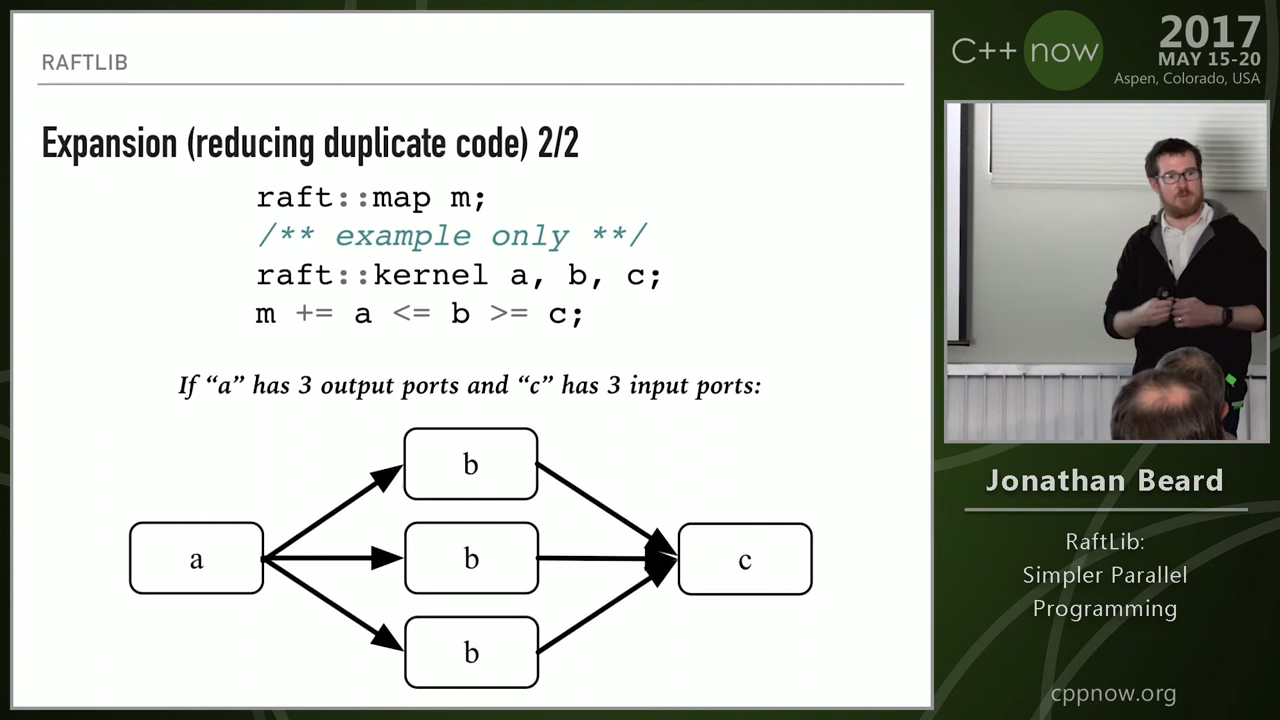 RAFTLIB
Expansion (reducing duplicate code) 2/2
raft::map m;
/** example only **/
raft::kernel a, b, c;
m += a <= b >= c;
If “a” has 3 output ports and “c” has 3 input ports:
b
a
b
c
b
C++ now
2017
MAY 15-20
Aspen, Colorado, USA
Jonathan Beard
RaftLib:
Simpler Parallel
Programming
cppnow.org